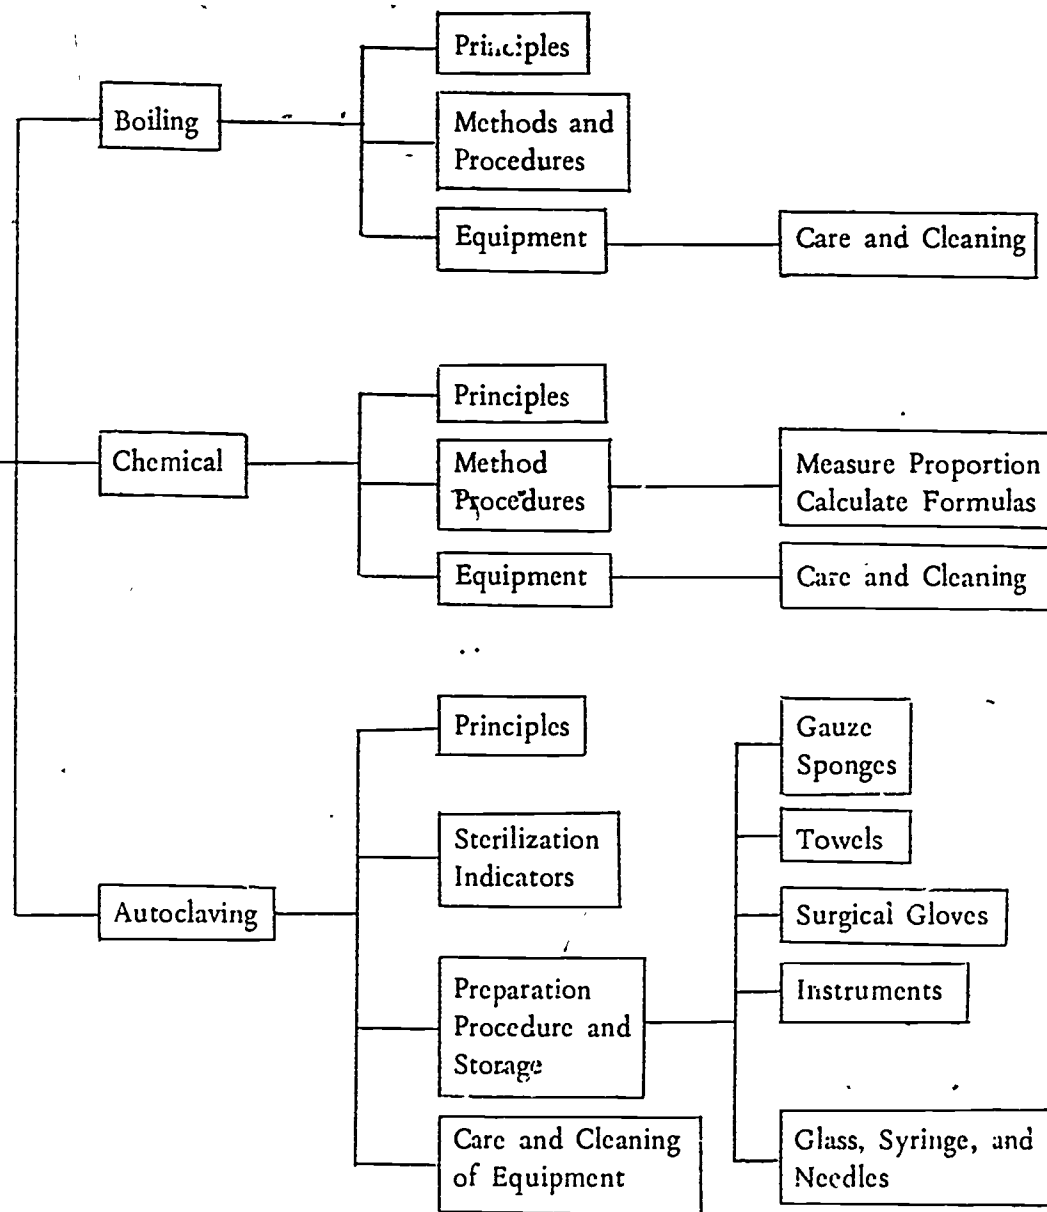 Principles
Boiling
Methods and
Procedures
Equipment
Care and Cleaning
Principles
Chemical
Method
Procedures
Measure Proportion
Calculate Formulas
Equipment
Care and Cleaning
Principles
Sterilization
Indicators
Autoclaving
Preparation
Procedure and
Storage
Care and Cleaning
of Equipment
Gauze
Sponges
Towels
Surgical Gloves
Instruments
Glass, Syringe, and
Needles